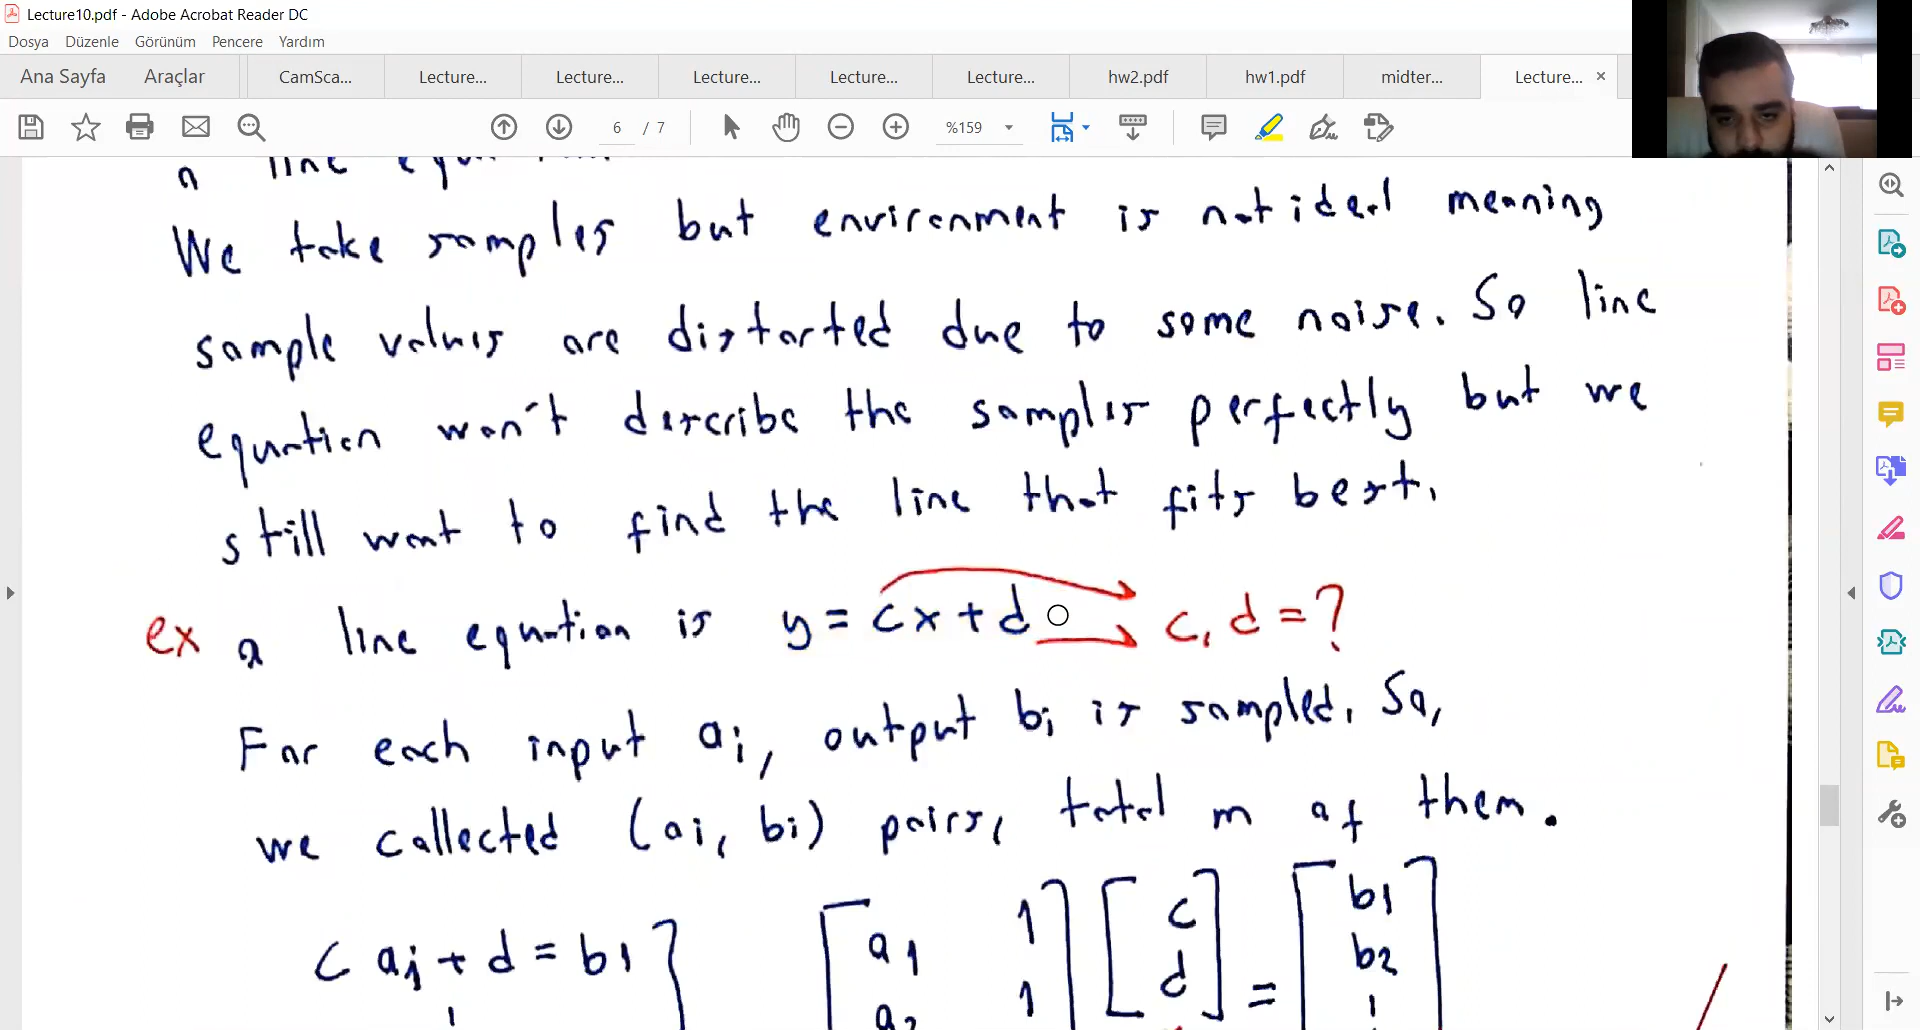 Lecture10.pdf - Adobe Acrobat Reader DC
Dosya Düzenle Görünüm Pencere Yardım
Ana Sayfa Araçlar CamSca... Lecture... Lecture... Lecture... Lecture... Lecture... hw2.pdf hw1.pdf midter... Lecture... ×
6 / 7 %159
a line
We take samples but environment is not ideal meaning
sample values are distorted due to some noise. So line
equation won't describe the samples perfectly but we
still want to find the line that fits best.
ex a line equation is y = cx + d c, d = ?
For each input ai, output bi is sampled. So,
we collected (ai, bi) pairs, total m of them.
c a1 + d = b1 [a1 1 [c d] = [b1
a2 1 b2